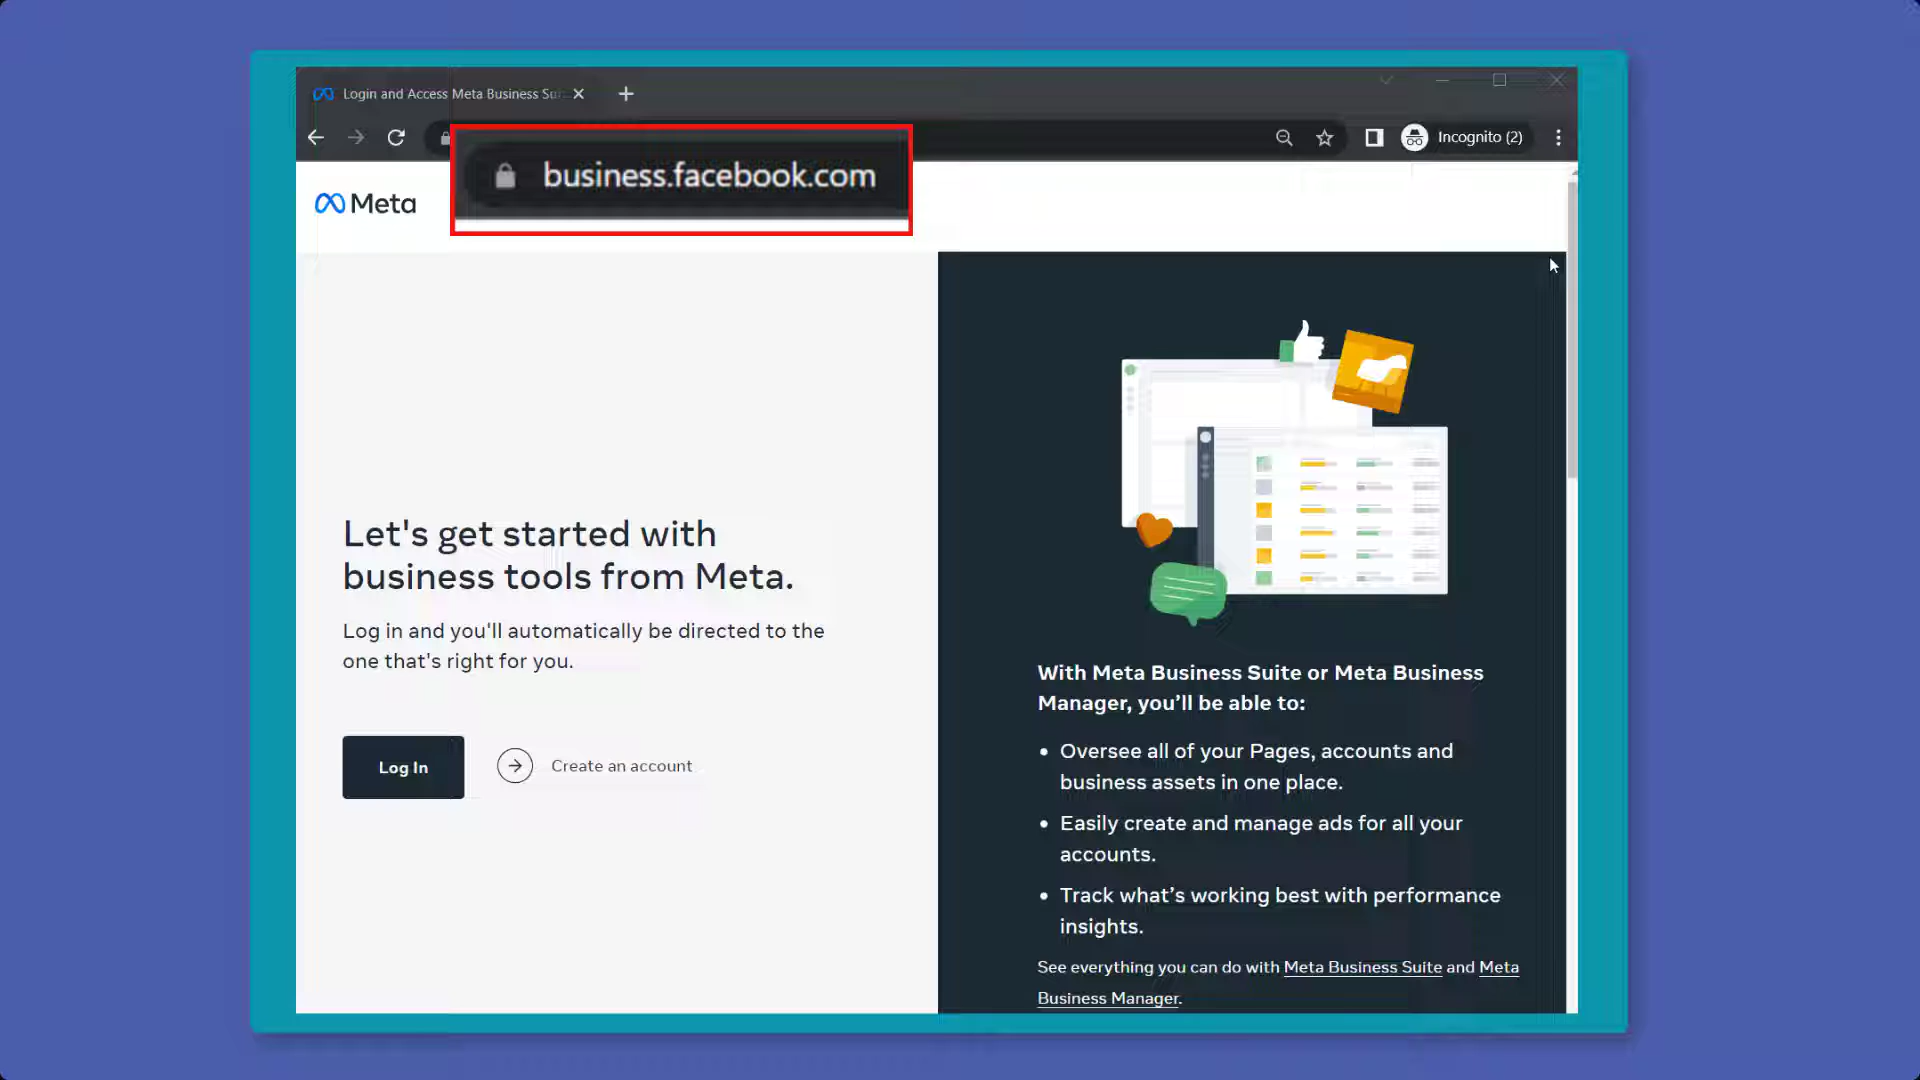 Login and Access Meta Business Su
Incognito (2)
business.facebook.com
Meta
Let's get started with
business tools from Meta.
Log in and you'll automatically be directed to the
one that's right for you.
Log In
Create an account
With Meta Business Suite or Meta Business
Manager, you’ll be able to:
• Oversee all of your Pages, accounts and
business assets in one place.
• Easily create and manage ads for all your
accounts.
• Track what’s working best with performance
insights.
See everything you can do with Meta Business Suite and Meta
Business Manager.